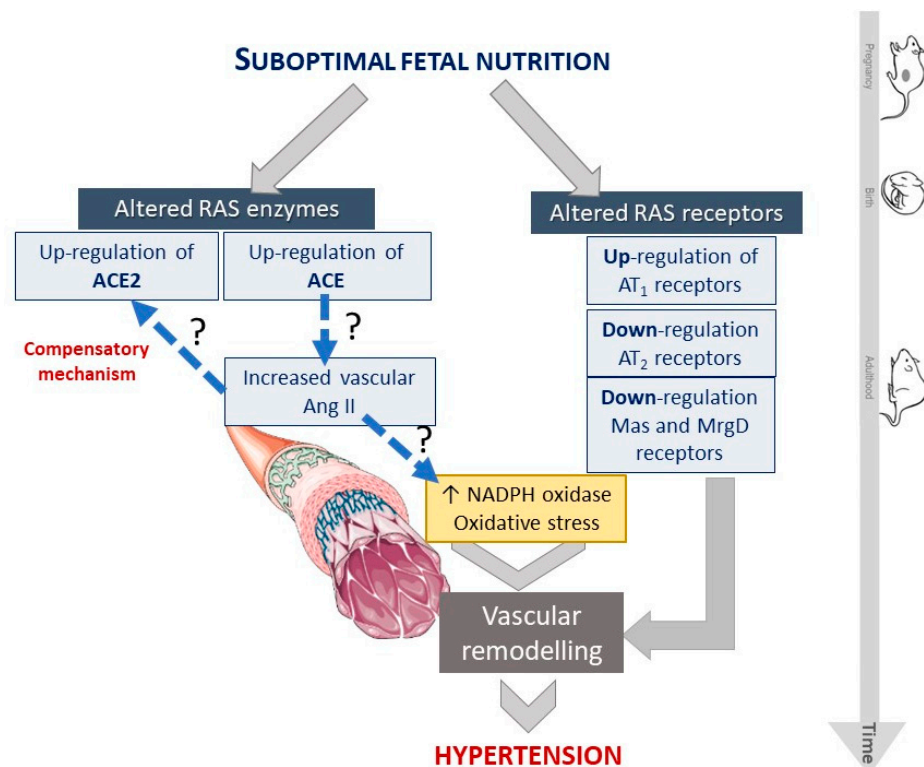 SUBOPTIMAL FETAL NUTRITION
Altered RAS enzymes
Up-regulation of
ACE2
Up-regulation of
ACE
?
?
Compensatory
mechanism
Increased vascular
Ang II
?
↑ NADPH oxidase
Oxidative stress
Altered RAS receptors
Up-regulation of
AT1 receptors
Down-regulation
AT2 receptors
Down-regulation
Mas and MrgD
receptors
Vascular
remodelling
HYPERTENSION
Pregnancy
Birth
Adulthood
Time